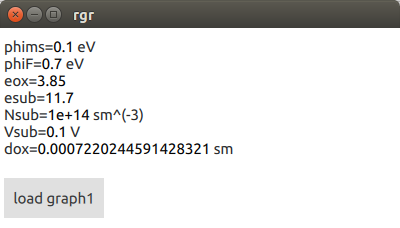 rgr
phims=0.1 eV
phiF=0.7 eV
eox=3.85
esub=11.7
Nsub=1e+14 sm^(-3)
Vsub=0.1 V
dox=0.0007220244591428321 sm
load graph1